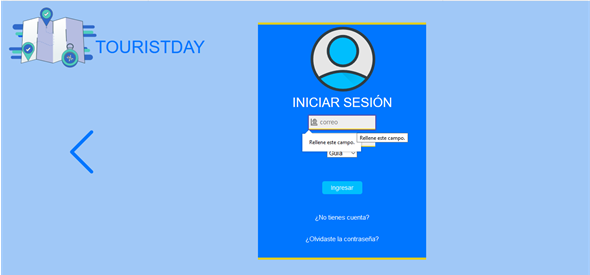 TOURISTDAY
INICIAR SESIÓN
correo
Rellene este campo.
Rellene este campo.
Guía
Ingresar
¿No tienes cuenta?
¿Olvidaste la contraseña?